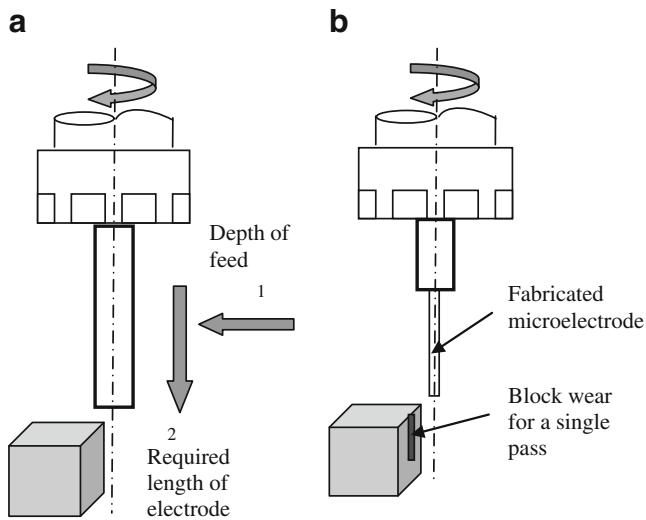 a
Depth of
feed
1
2
Required
length of
electrode
b
Fabricated
microelectrode
Block wear
for a single
pass